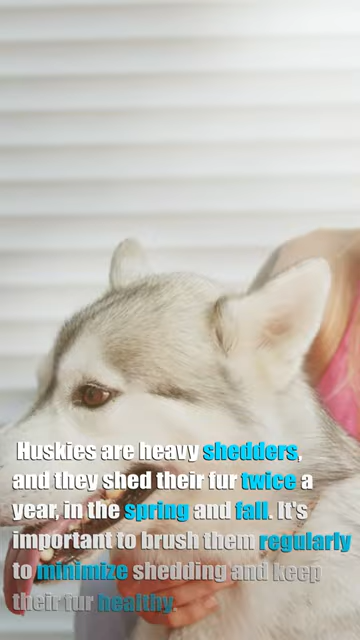 Huskies are heavy shedders,
and they shed their fur twice a
year, in the spring and fall. It's
important to brush them regularly
to minimize shedding and keep
their fur healthy.